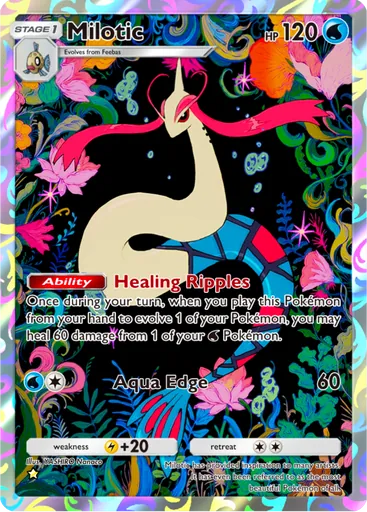 STAGE 1 Milotic HP 120
Evolves from Feebas
Ability Healing Ripples
Once during your turn, when you play this Pokémon
from your hand to evolve 1 of your Pokémon, you may
heal 60 damage from 1 of your Pokémon.
Aqua Edge 60
weakness +20 retreat
Illus. YASHIRO Nanaco
Milotic has provided inspiration to many artists.
It has even been referred to as the most
beautiful Pokémon of all.